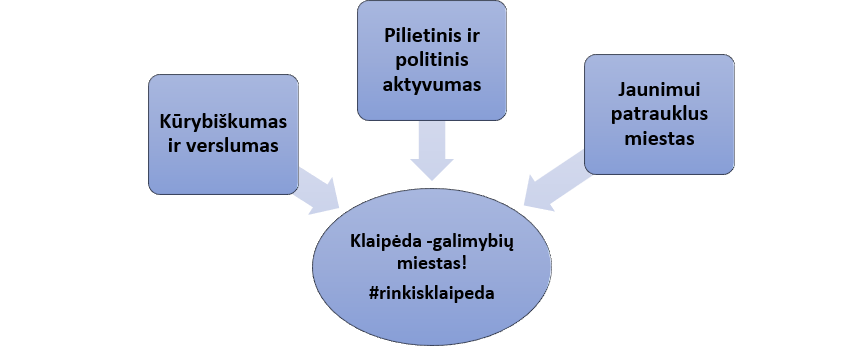 Pilietinis ir
politinis
aktyvumas
Kūrybiškumas
ir verslumas
Jaunimui
patrauklus
miestas
Klaipėda -galimybių
miestas!
#rinkisklaipeda